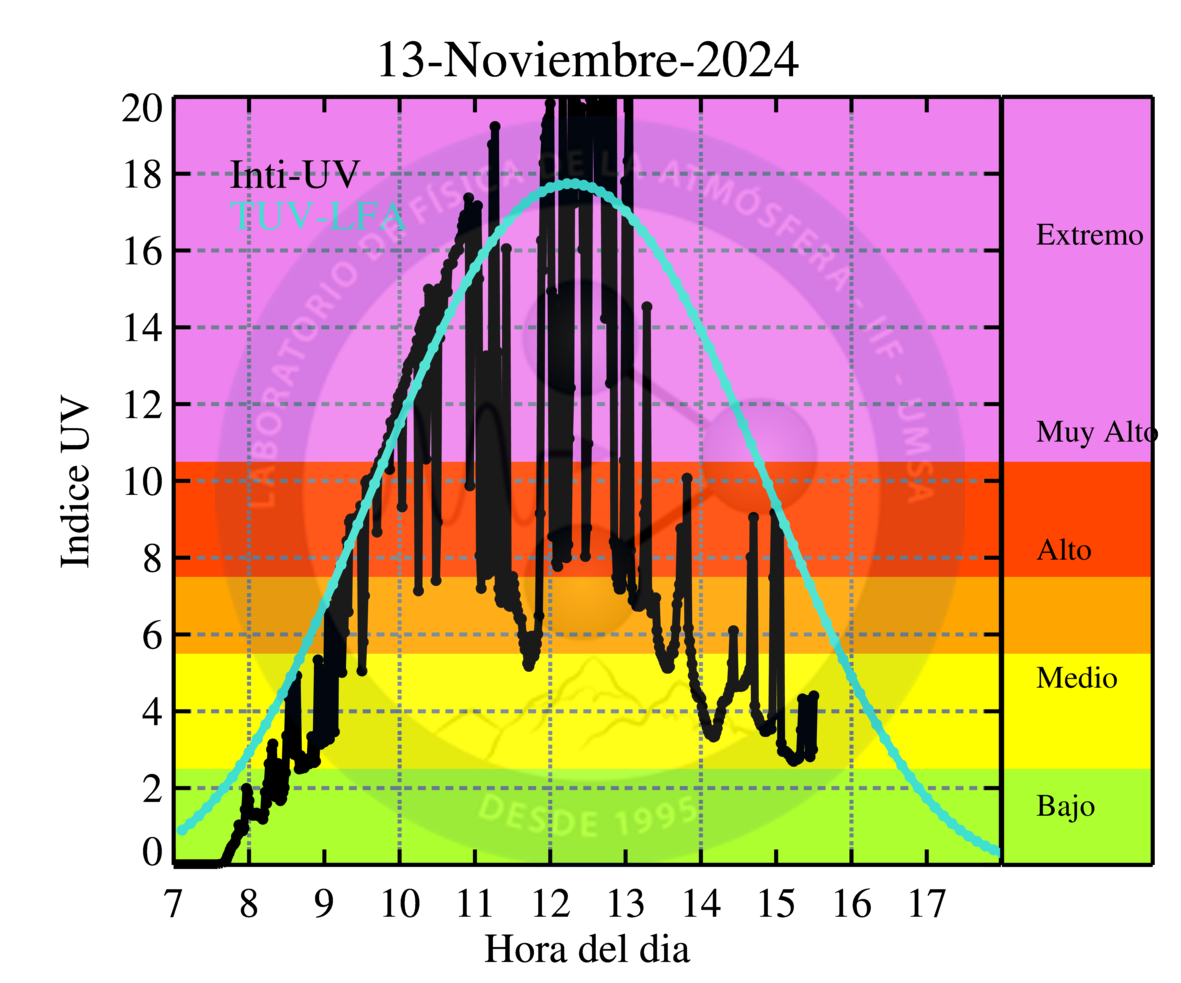 13-Noviembre-2024
20
18
16
14
12
10
8
6
4
2
0
Indice UV
Inti-UV
TUV-LFA
LABORATORIO DE FÍSICA DE LA ATMÓSFERA - IIF - UMSA
DESDE 1995
Extremo
Muy Alto
Alto
Medio
Bajo
7 8 9 10 11 12 13 14 15 16 17
Hora del dia